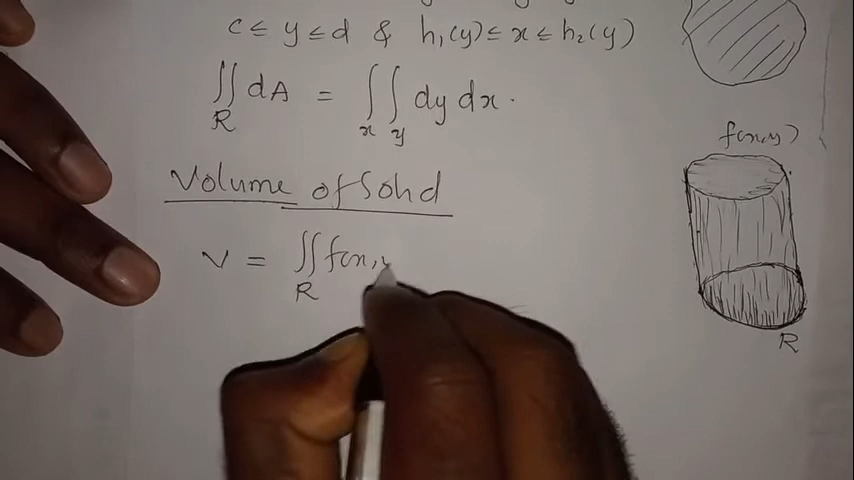 c ≤ y ≤ d & h₁(y) ≤ x ≤ h₂(y) )
∬ dA = ∫ ∫ dy dx .
R x y
f(x,y)
Volume of Solid
V = ∬ f(x,y
R
R